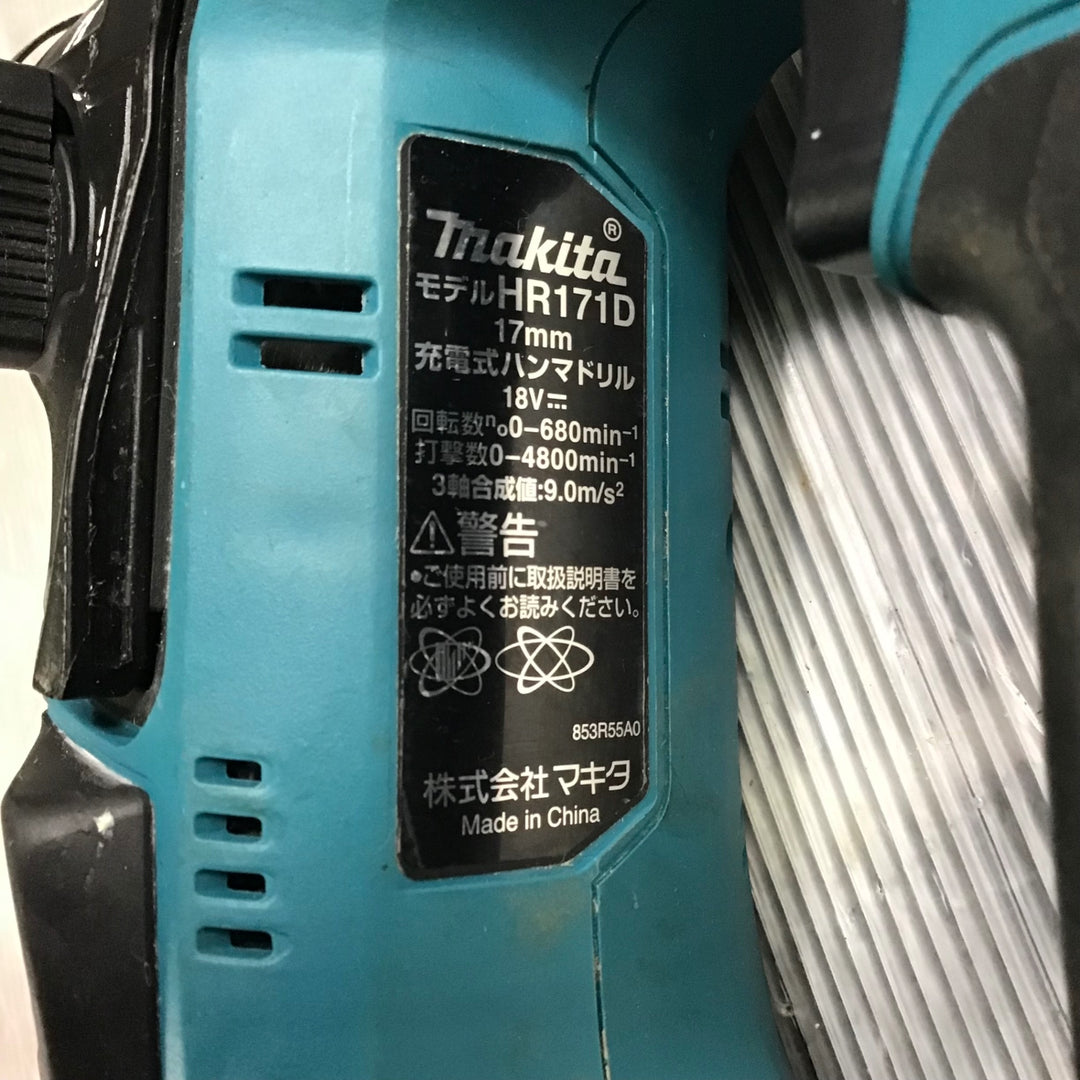 makita®
モデルHR171D
17mm
充電式ハンマドリル
18V⎓
回転数n₀0-680min⁻¹
打撃数0-4800min⁻¹
3軸合成値:9.0m/s²
⚠警告
•ご使用前に取扱説明書を
必ずよくお読みください。
853R55A0
株式会社マキタ
Made in China